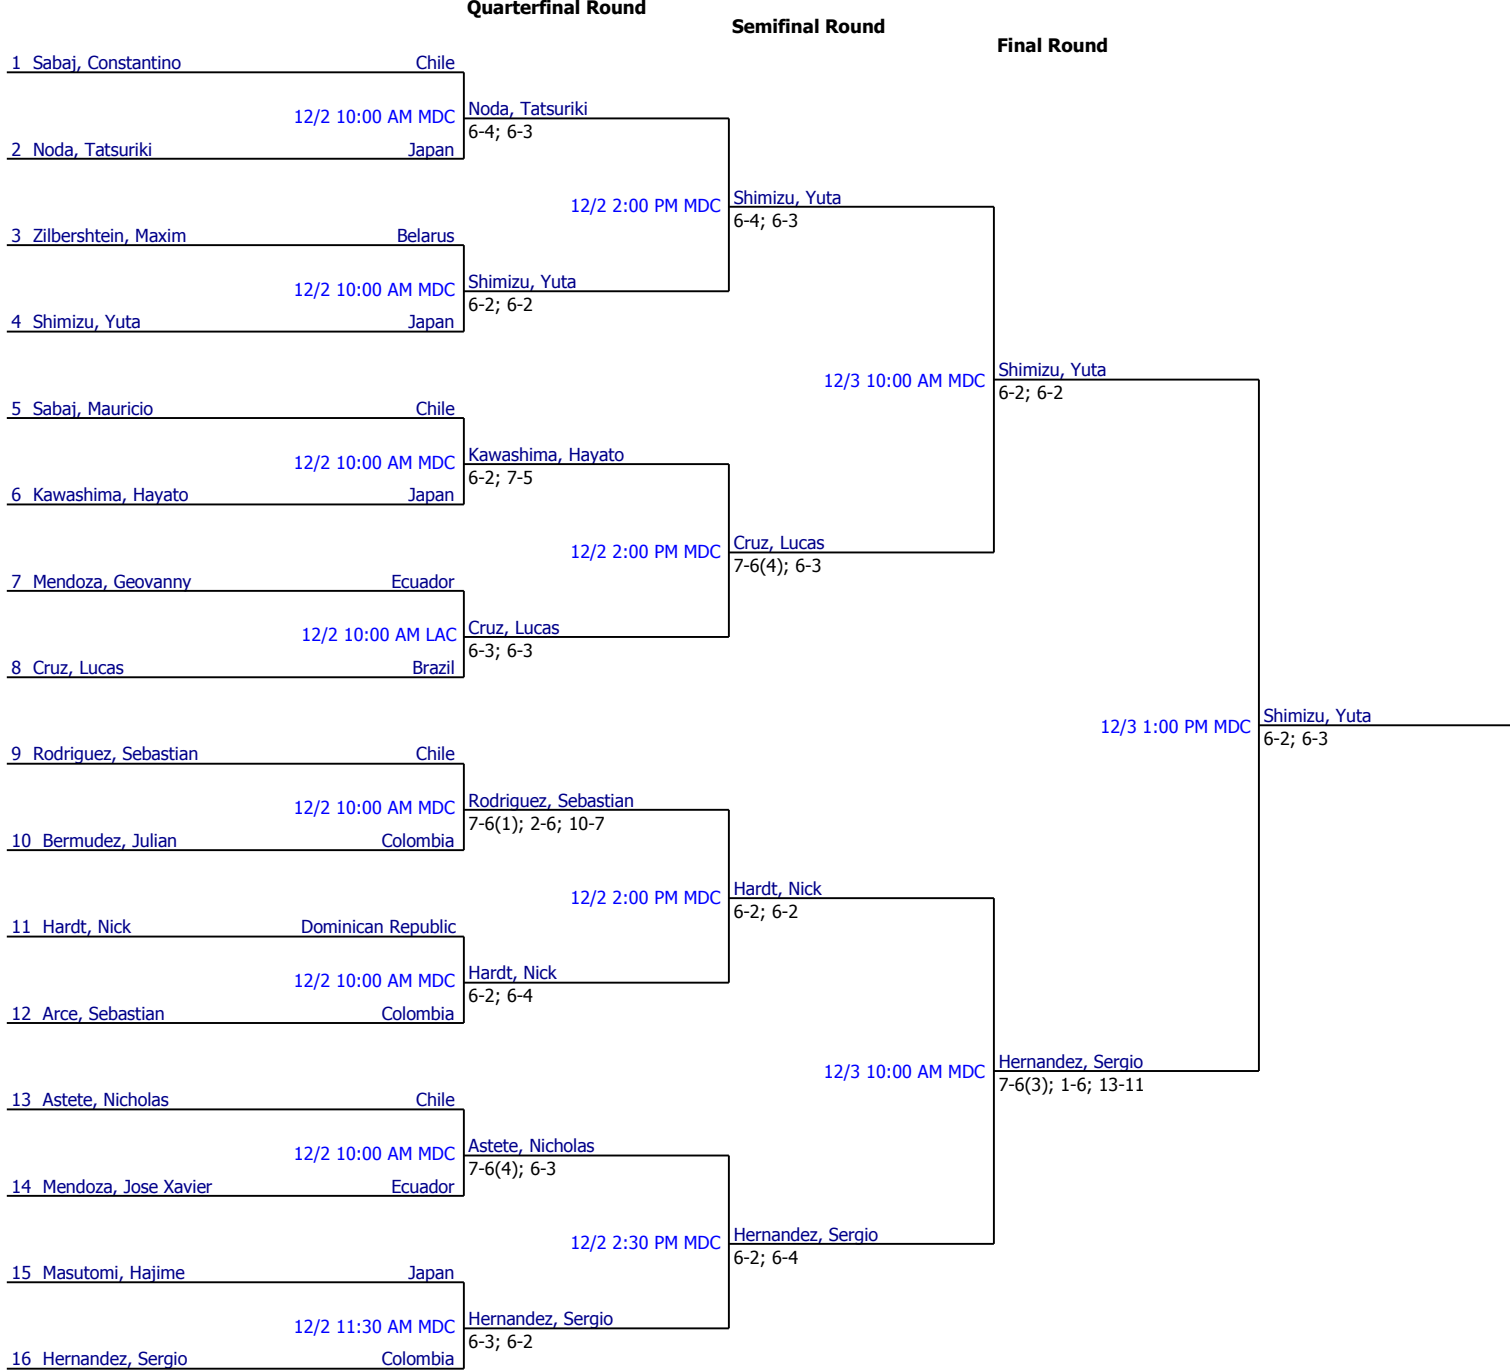 Quarterfinal Round
Semifinal Round
Final Round
1 Sabaj, Constantino Chile
12/2 10:00 AM MDC
Noda, Tatsuriki
6-4; 6-3
2 Noda, Tatsuriki Japan
12/2 2:00 PM MDC
Shimizu, Yuta
6-4; 6-3
3 Zilbershtein, Maxim Belarus
12/2 10:00 AM MDC
Shimizu, Yuta
6-2; 6-2
4 Shimizu, Yuta Japan
12/3 10:00 AM MDC
Shimizu, Yuta
6-2; 6-2
5 Sabaj, Mauricio Chile
12/2 10:00 AM MDC
Kawashima, Hayato
6-2; 7-5
6 Kawashima, Hayato Japan
12/2 2:00 PM MDC
Cruz, Lucas
7-6(4); 6-3
7 Mendoza, Geovanny Ecuador
12/2 10:00 AM LAC
Cruz, Lucas
6-3; 6-3
8 Cruz, Lucas Brazil
12/3 1:00 PM MDC
Shimizu, Yuta
6-2; 6-3
9 Rodriguez, Sebastian Chile
12/2 10:00 AM MDC
Rodriguez, Sebastian
7-6(1); 2-6; 10-7
10 Bermudez, Julian Colombia
12/2 2:00 PM MDC
Hardt, Nick
6-2; 6-2
11 Hardt, Nick Dominican Republic
12/2 10:00 AM MDC
Hardt, Nick
6-2; 6-4
12 Arce, Sebastian Colombia
12/3 10:00 AM MDC
Hernandez, Sergio
7-6(3); 1-6; 13-11
13 Astete, Nicholas Chile
12/2 10:00 AM MDC
Astete, Nicholas
7-6(4); 6-3
14 Mendoza, Jose Xavier Ecuador
12/2 2:30 PM MDC
Hernandez, Sergio
6-2; 6-4
15 Masutomi, Hajime Japan
12/2 11:30 AM MDC
Hernandez, Sergio
6-3; 6-2
16 Hernandez, Sergio Colombia